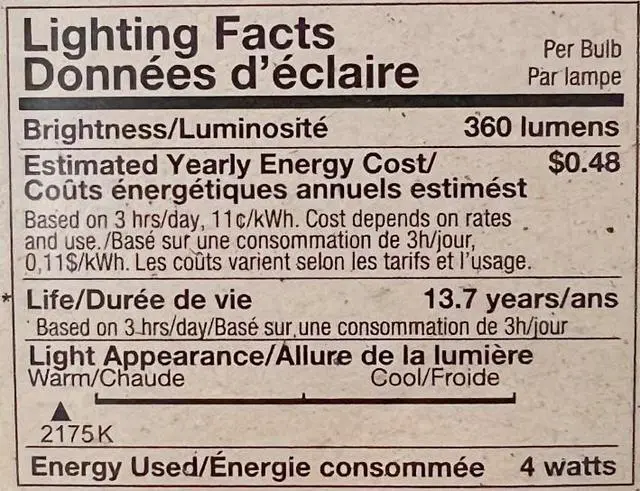 Lighting Facts
Données d'éclaire
Per Bulb
Par lampe
Brightness/Luminosité 360 lumens
Estimated Yearly Energy Cost/ $0.48
Coûts énergétiques annuels estimést
Based on 3 hrs/day, 11¢/kWh. Cost depends on rates
and use./Basé sur une consommation de 3h/jour,
0,11$/kWh. Les coûts varient selon les tarifs et l'usage.
* Life/Durée de vie 13.7 years/ans
Based on 3 hrs/day/Basé sur une consommation de 3h/jour
Light Appearance/Allure de la lumière
Warm/Chaude Cool/Froide
2175K
Energy Used/Énergie consommée 4 watts